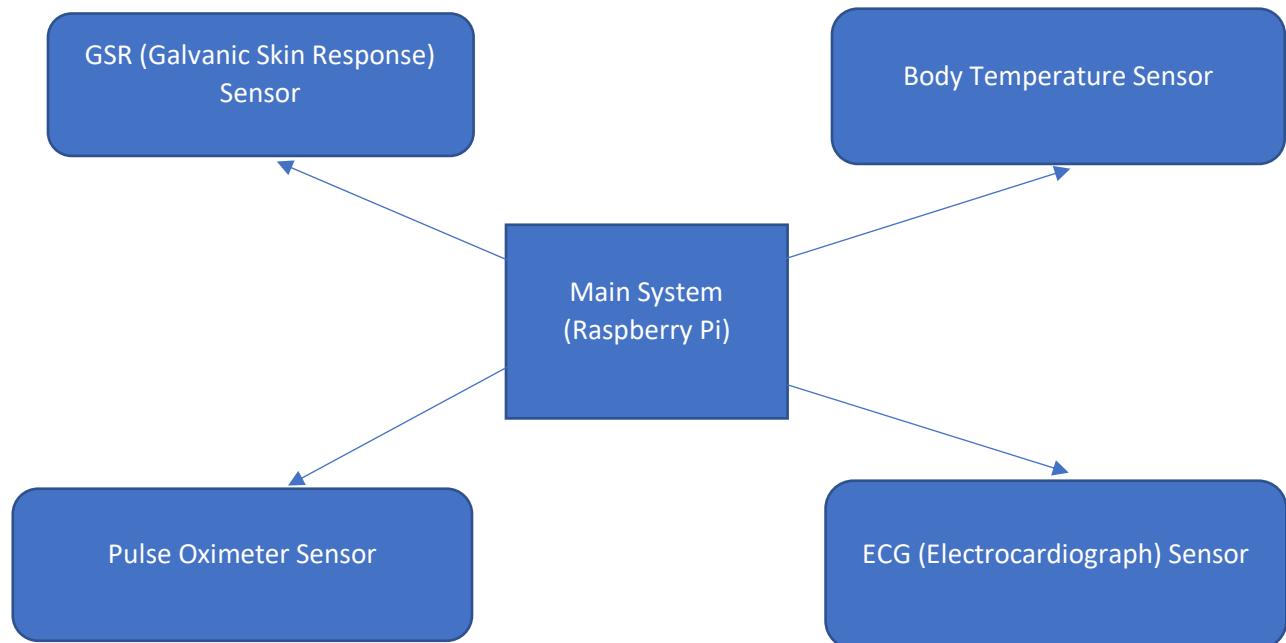 GSR (Galvanic Skin Response)
Sensor
Body Temperature Sensor
Main System
(Raspberry Pi)
Pulse Oximeter Sensor
ECG (Electrocardiograph) Sensor